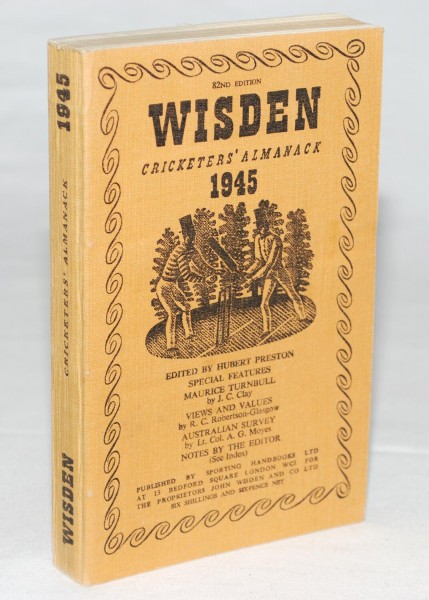 82ND EDITION
WISDEN
CRICKETERS' ALMANACK
1945
EDITED BY HUBERT PRESTON
SPECIAL FEATURES
MAURICE TURNBULL
by J. C. Clay
VIEWS AND VALUES
by R. C. Robertson-Glasgow
AUSTRALIAN SURVEY
by Lt. Col. A. G. Moyes
NOTES BY THE EDITOR
(See Index)
PUBLISHED BY SPORTING HANDBOOKS LTD
AT 13 BEDFORD SQUARE LONDON WC1 FOR
THE PROPRIETORS JOHN WISDEN AND CO LTD
SIX SHILLINGS AND SIXPENCE NET
WISDEN CRICKETERS' ALMANACK 1945